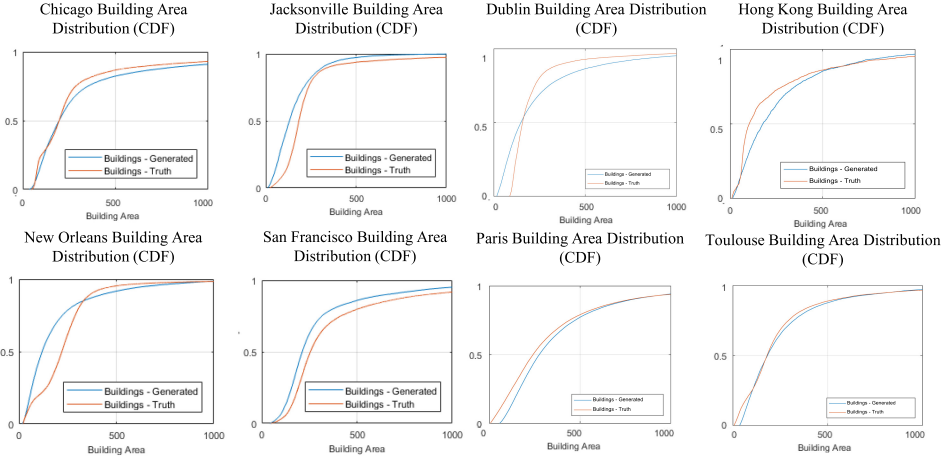 Chicago Building Area
Distribution (CDF)
1
0.5
0
0
500
1000
Building Area
Buildings - Generated
Buildings - Truth
Jacksonville Building Area
Distribution (CDF)
1
0.5
0
0
500
1000
Building Area
Buildings - Generated
Buildings - Truth
Dublin Building Area Distribution
(CDF)
1
0.5
0
0
500
1000
Building Area
Buildings - Generated
Buildings - Truth
Hong Kong Building Area
Distribution (CDF)
1
0.5
0
0
500
1000
Building Area
Buildings - Generated
Buildings - Truth
New Orleans Building Area
Distribution (CDF)
1
0.5
0
0
500
1000
Building Area
Buildings - Generated
Buildings - Truth
San Francisco Building Area
Distribution (CDF)
1
0.5
0
0
500
1000
Building Area
Buildings - Generated
Buildings - Truth
Paris Building Area Distribution
(CDF)
1
0.5
0
0
500
1000
Building Area
Buildings - Generated
Buildings - Truth
Toulouse Building Area Distribution
(CDF)
1
0.5
0
0
500
1000
Building Area
Buildings - Generated
Buildings - Truth